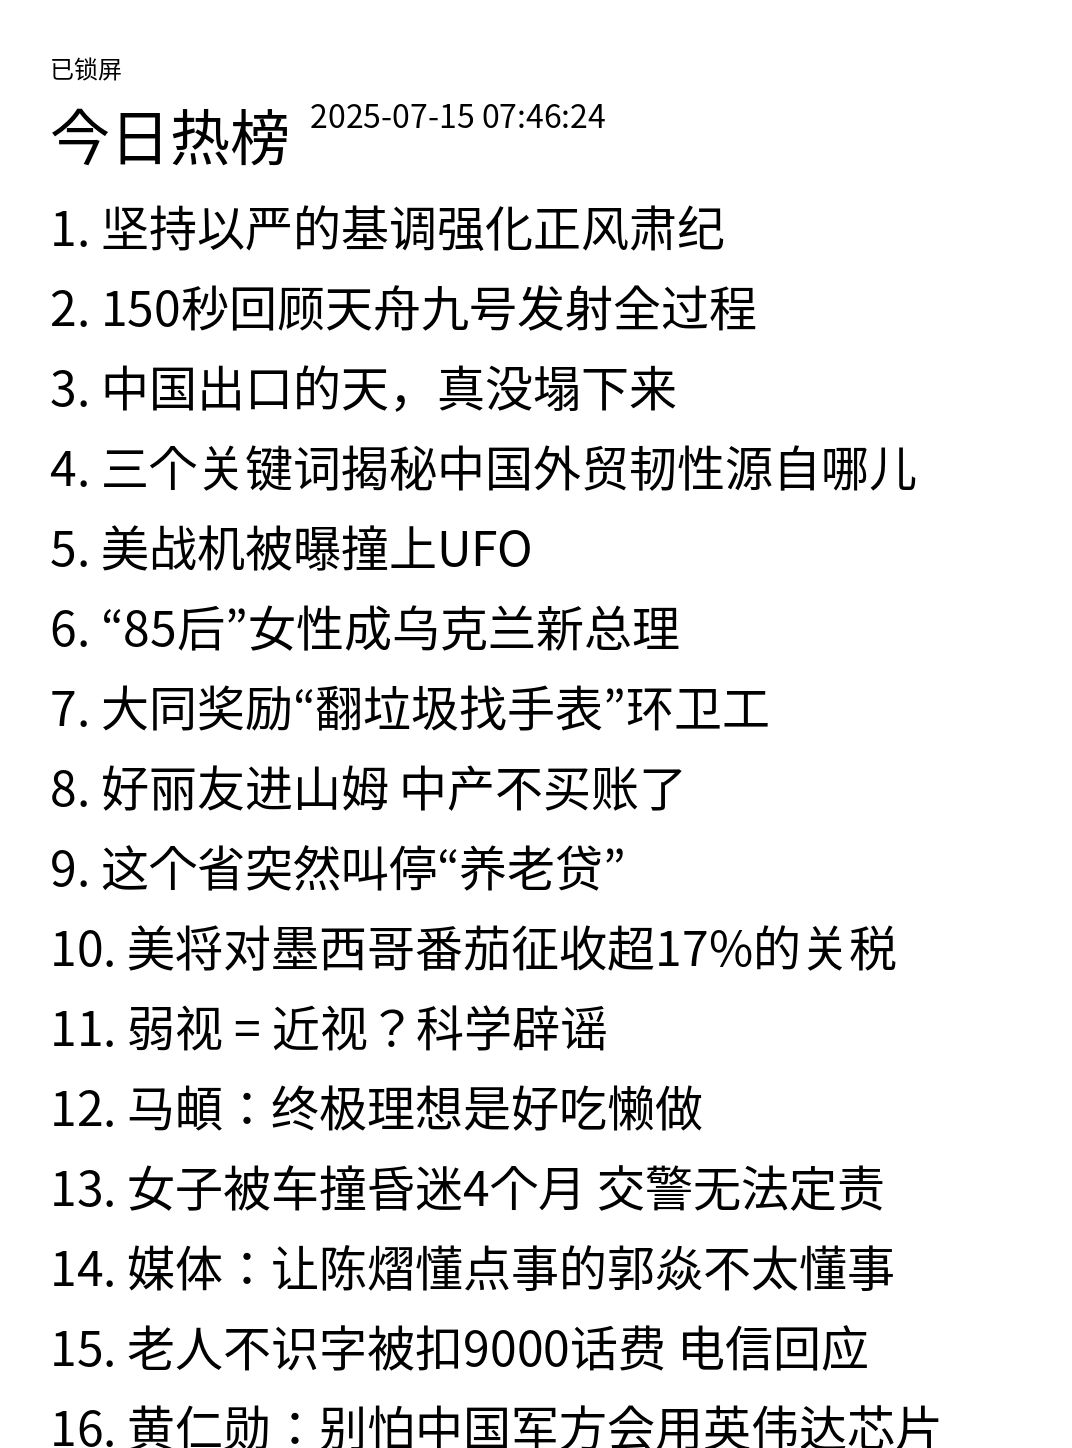 已锁屏
今日热榜 2025-07-15 07:46:24
1. 坚持以严的基调强化正风肃纪
2. 150秒回顾天舟九号发射全过程
3. 中国出口的天，真没塌下来
4. 三个关键词揭秘中国外贸韧性源自哪儿
5. 美战机被曝撞上UFO
6. “85后”女性成乌克兰新总理
7. 大同奖励“翻垃圾找手表”环卫工
8. 好丽友进山姆 中产不买账了
9. 这个省突然叫停“养老贷”
10. 美将对墨西哥番茄征收超17%的关税
11. 弱视 = 近视？科学辟谣
12. 马頔：终极理想是好吃懒做
13. 女子被车撞昏迷4个月 交警无法定责
14. 媒体：让陈熠懂点事的郭焱不太懂事
15. 老人不识字被扣9000话费 电信回应
16. 黄仁勋：别怕中国军方会用英伟达芯片